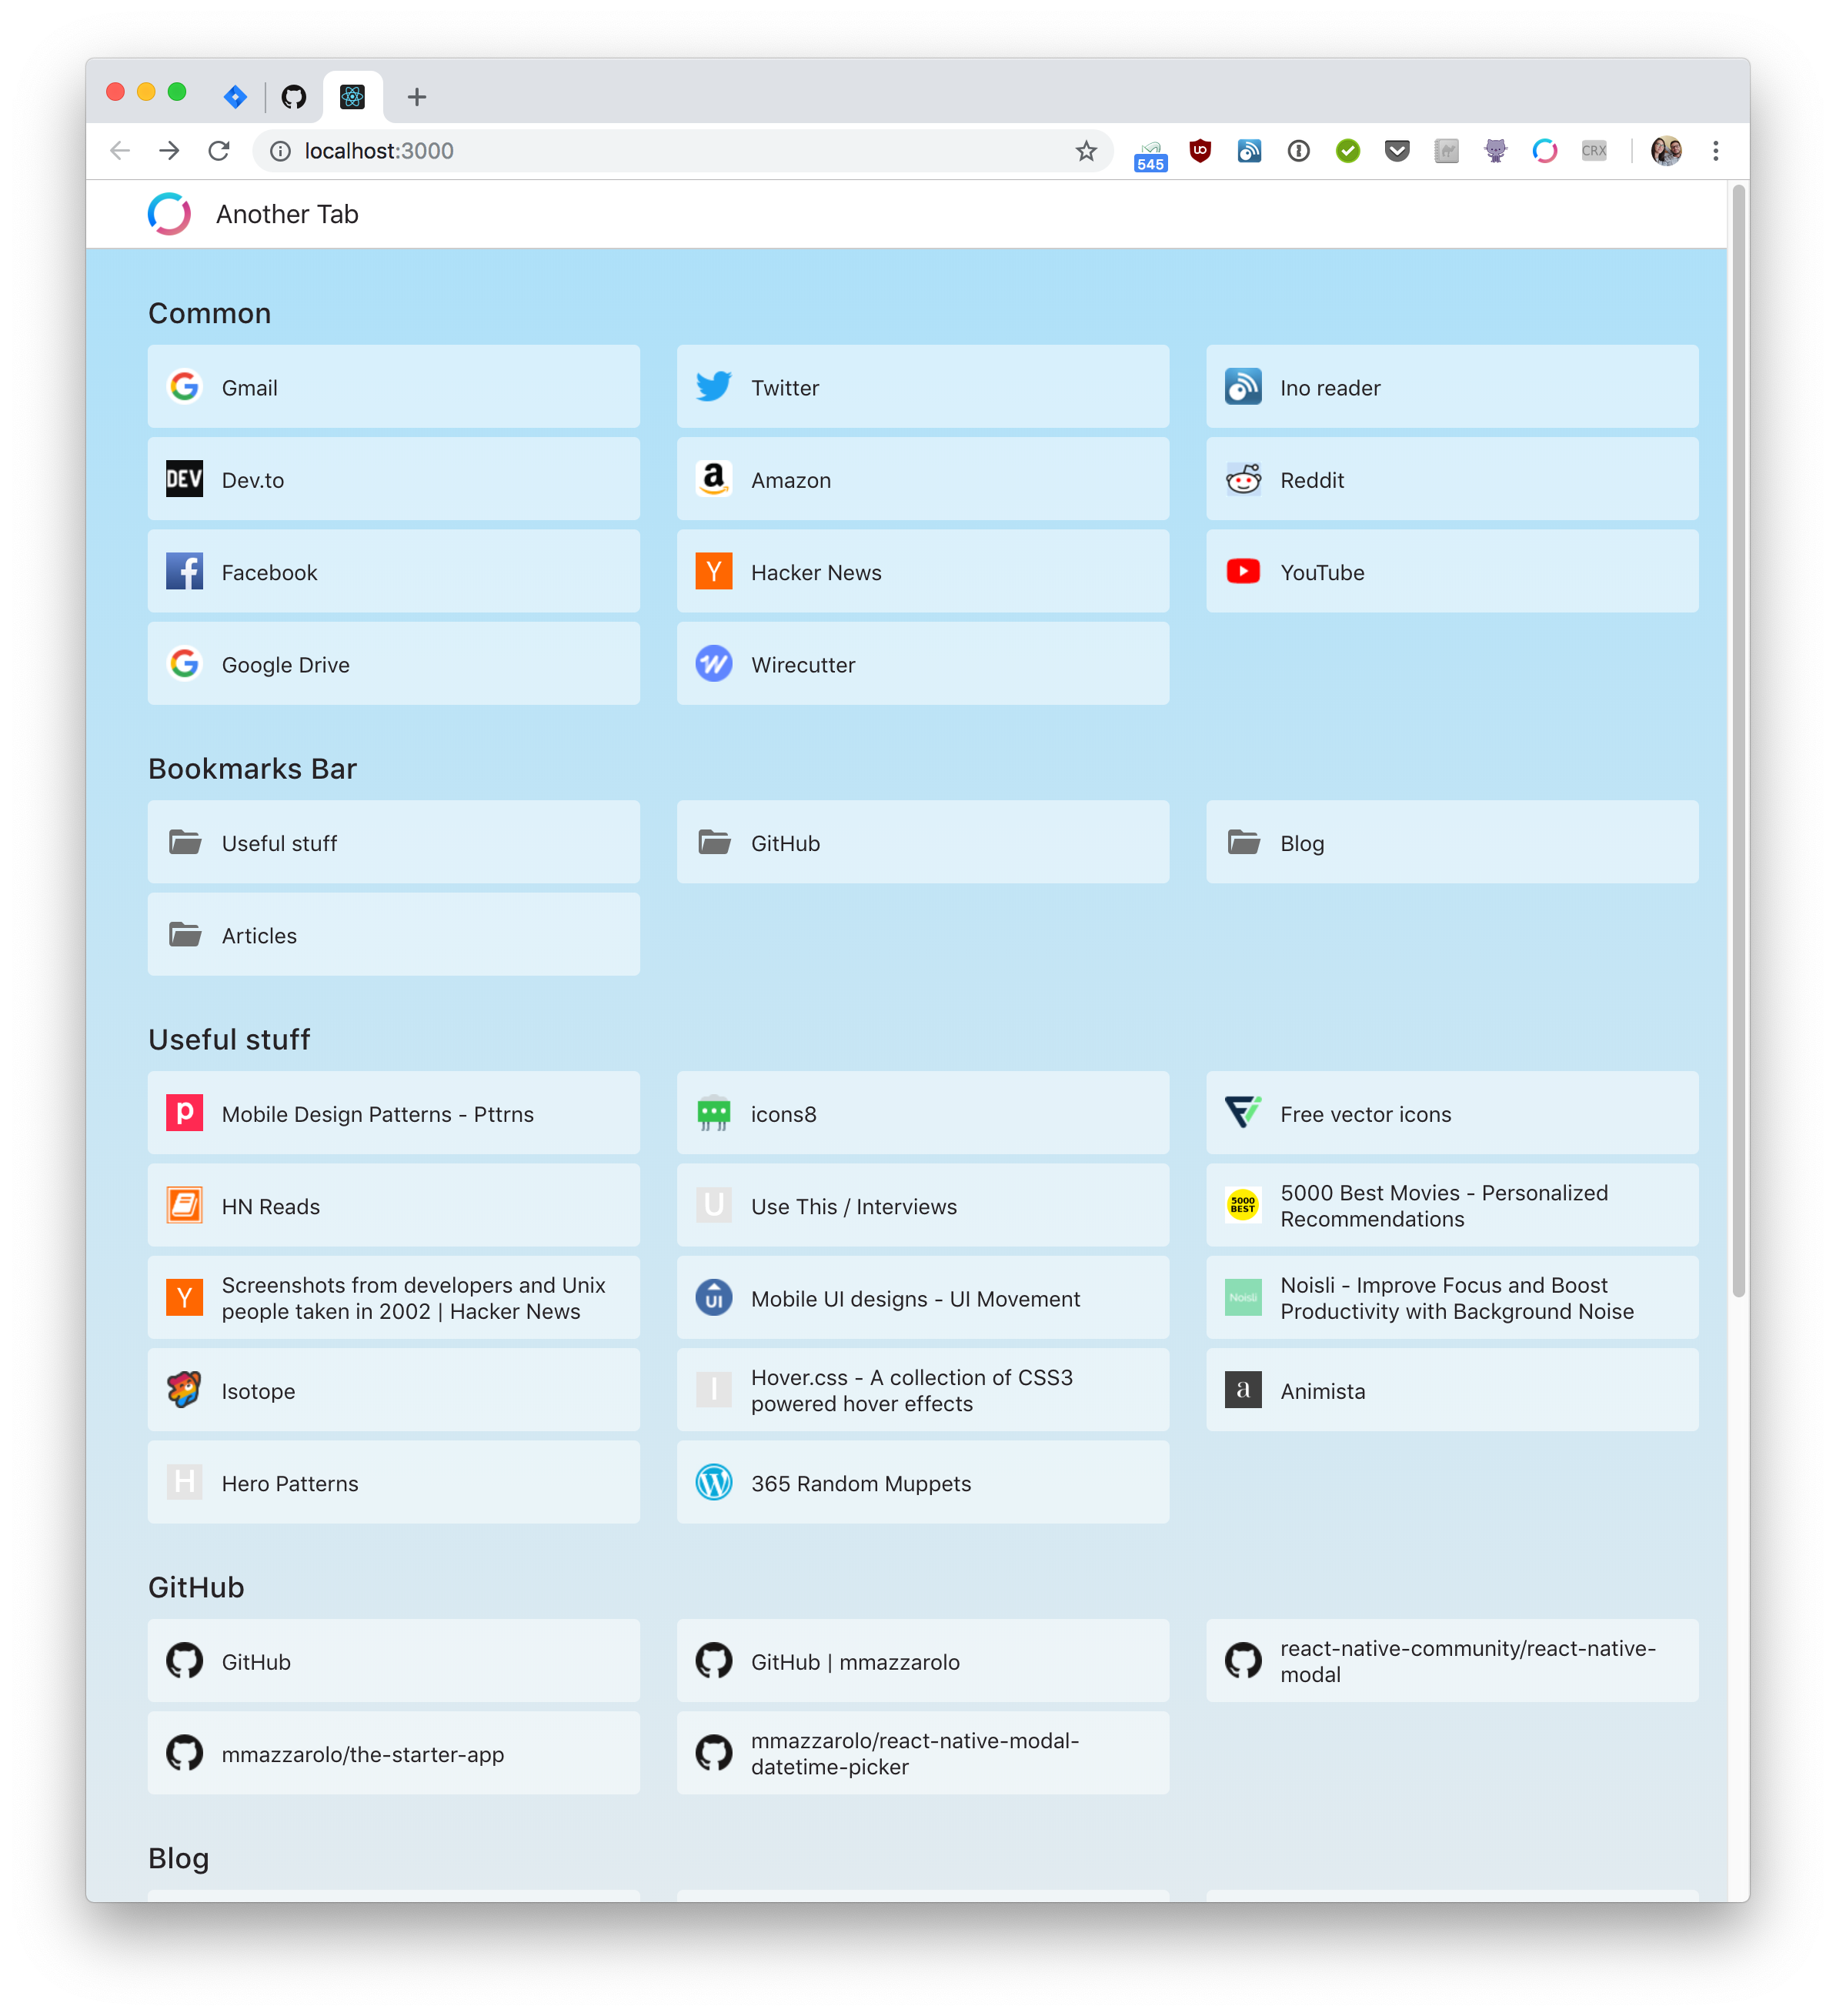 localhost:3000
545
CRX
Another Tab
Common
Gmail
Twitter
Ino reader
DEV
Dev.to
a
Amazon
Reddit
f
Facebook
Y
Hacker News
YouTube
Google Drive
W
Wirecutter
Bookmarks Bar
Useful stuff
GitHub
Blog
Articles
Useful stuff
p
Mobile Design Patterns - Pttrns
icons8
Free vector icons
HN Reads
U
Use This / Interviews
5000
BEST
5000 Best Movies - Personalized
Recommendations
Y
Screenshots from developers and Unix
people taken in 2002 | Hacker News
UI
Mobile UI designs - UI Movement
Noisli
Noisli - Improve Focus and Boost
Productivity with Background Noise
Isotope
I
Hover.css - A collection of CSS3
powered hover effects
a
Animista
H
Hero Patterns
365 Random Muppets
GitHub
GitHub
GitHub | mmazzarolo
react-native-community/react-native-
modal
mmazzarolo/the-starter-app
mmazzarolo/react-native-modal-
datetime-picker
Blog